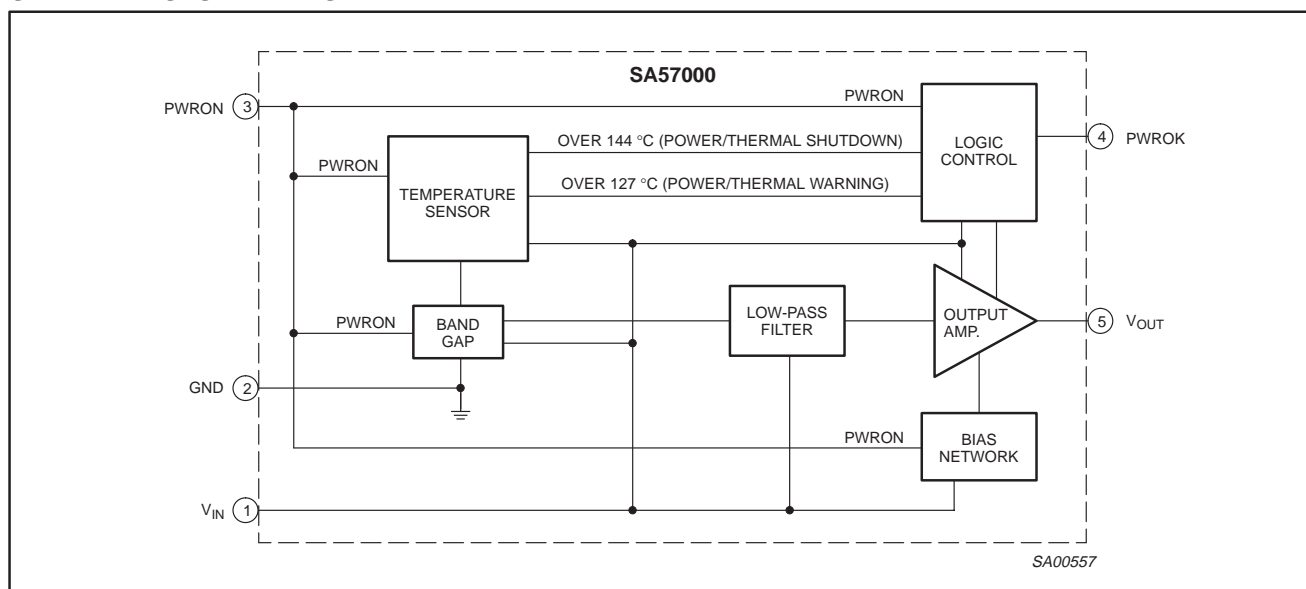 SA57000
PWRON 3
PWRON
OVER 144 °C (POWER/THERMAL SHUTDOWN)
LOGIC
CONTROL
4 PWROK
PWRON
TEMPERATURE
SENSOR
OVER 127 °C (POWER/THERMAL WARNING)
PWRON
BAND
GAP
LOW-PASS
FILTER
OUTPUT
AMP.
5 VOUT
GND 2
PWRON
BIAS
NETWORK
VIN 1
SA00557